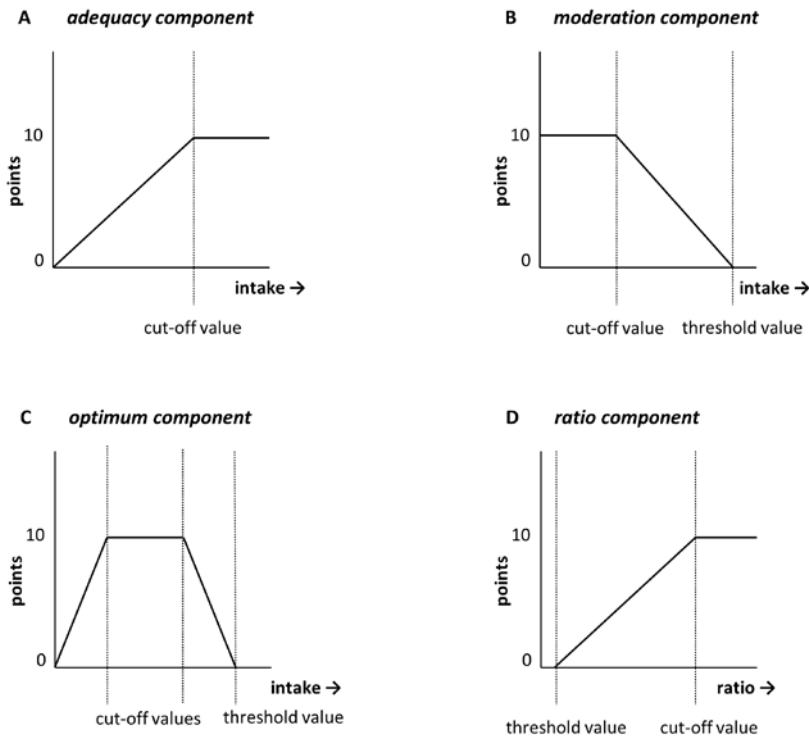 A adequacy component
10
points
0
intake →
cut-off value
B moderation component
10
points
0
intake →
cut-off value threshold value
C optimum component
10
points
0
intake →
cut-off values threshold value
D ratio component
10
points
0
ratio →
threshold value cut-off value